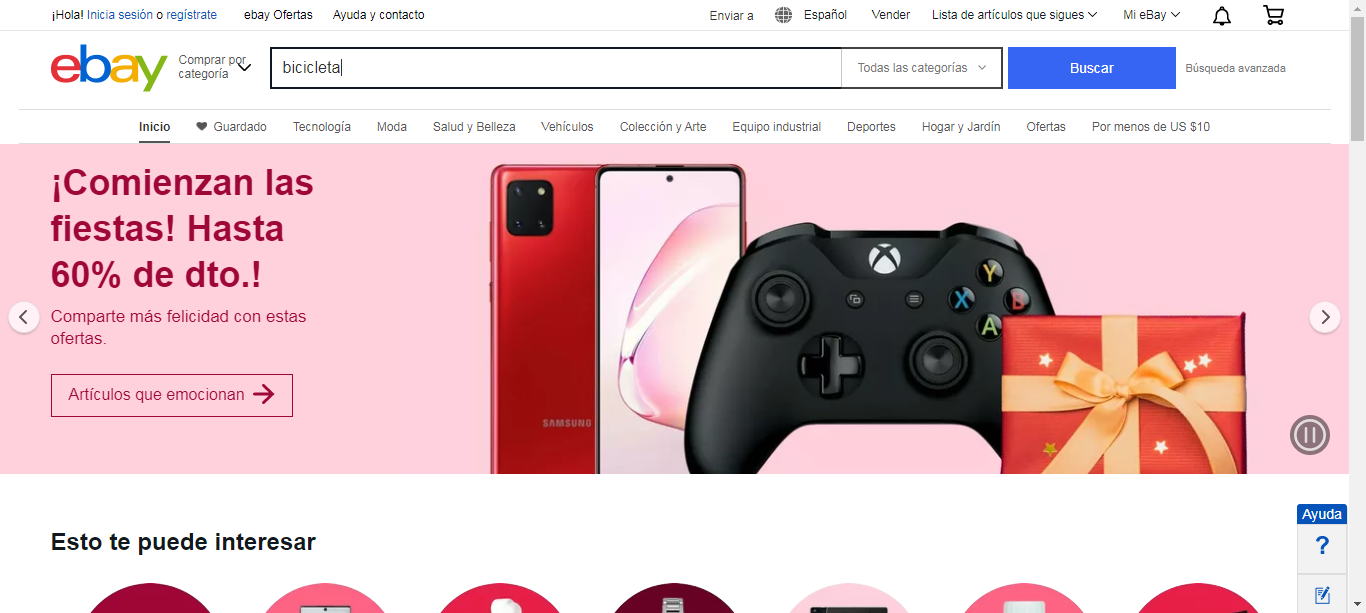 ¡Hola! Inicia sesión o regístrate
ebay Ofertas
Ayuda y contacto
Enviar a
Español
Vender
Lista de artículos que sigues
Mi eBay
ebay
Comprar por
categoría
bicicleta
Todas las categorías
Buscar
Búsqueda avanzada
Inicio
Guardado
Tecnología
Moda
Salud y Belleza
Vehículos
Colección y Arte
Equipo industrial
Deportes
Hogar y Jardín
Ofertas
Por menos de US $10
¡Comienzan las
fiestas! Hasta
60% de dto.!
Comparte más felicidad con estas
ofertas.
Artículos que emocionan
SAMSUNG
Y
X
B
A
Ayuda
?
Esto te puede interesar